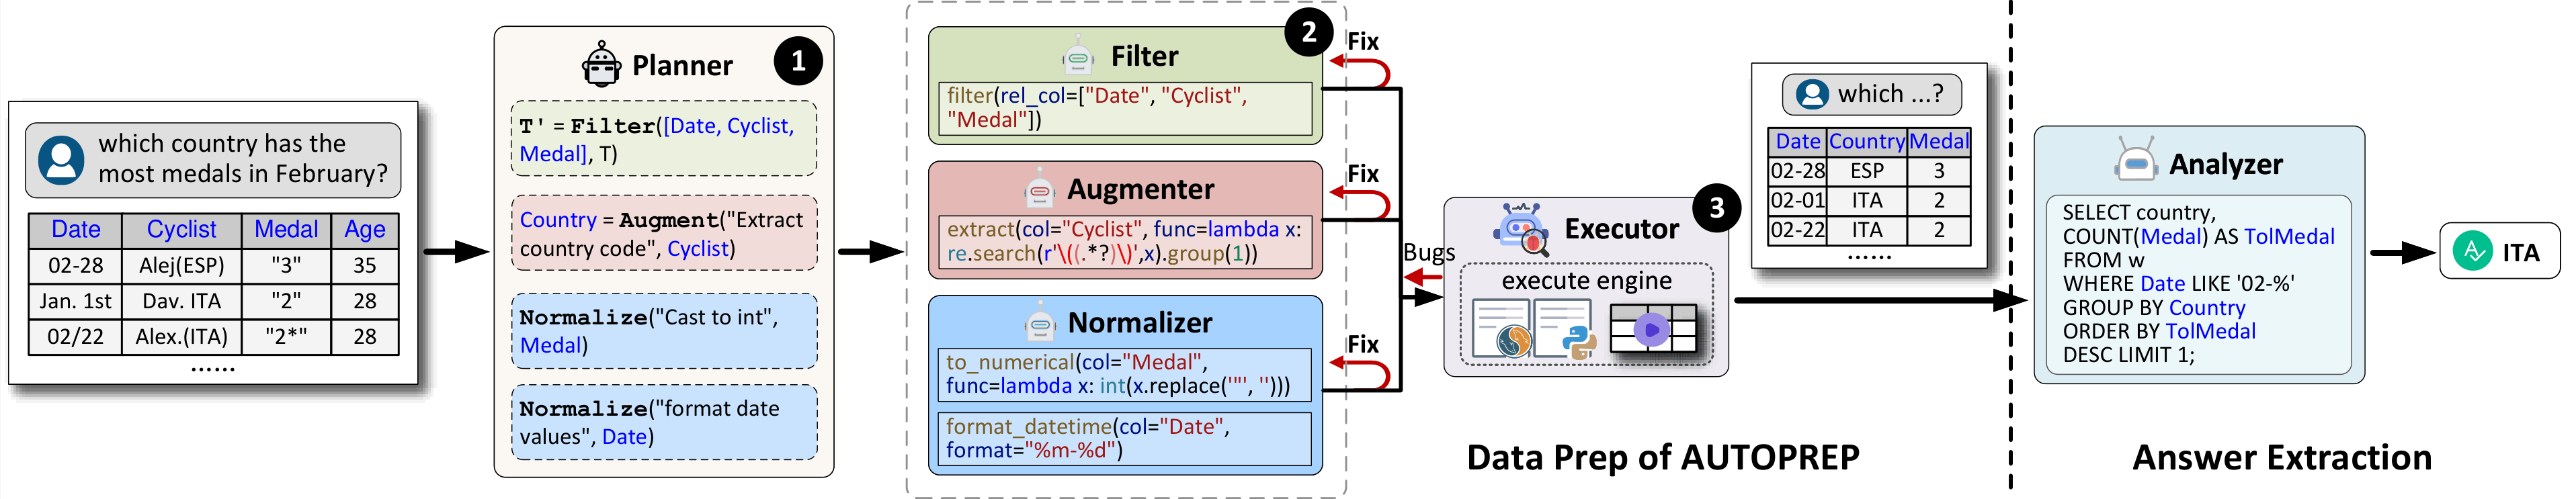 which country has the
most medals in February?
Date Cyclist Medal Age
02-28 Alej(ESP) "3" 35
Jan. 1st Dav. ITA "2" 28
02/22 Alex.(ITA) "2*" 28
......
Planner
1
T' = Filter([Date, Cyclist,
Medal], T)
Country = Augment("Extract
country code", Cyclist)
Normalize("Cast to int",
Medal)
Normalize("format date
values", Date)
2
Filter
filter(rel_col=["Date", "Cyclist",
"Medal"])
Fix
Augmenter
extract(col="Cyclist", func=lambda x:
re.search(r'\((.*?)\)',x).group(1))
Fix
Normalizer
to_numerical(col="Medal",
func=lambda x: int(x.replace('"', '')))
format_datetime(col="Date",
format="%m-%d")
Fix
Bugs
3
Executor
execute engine
which ...?
Date Country Medal
02-28 ESP 3
02-01 ITA 2
02-22 ITA 2
......
Data Prep of AUTOPREP
Analyzer
SELECT country,
COUNT(Medal) AS TolMedal
FROM w
WHERE Date LIKE '02-%'
GROUP BY Country
ORDER BY TolMedal
DESC LIMIT 1;
ITA
Answer Extraction